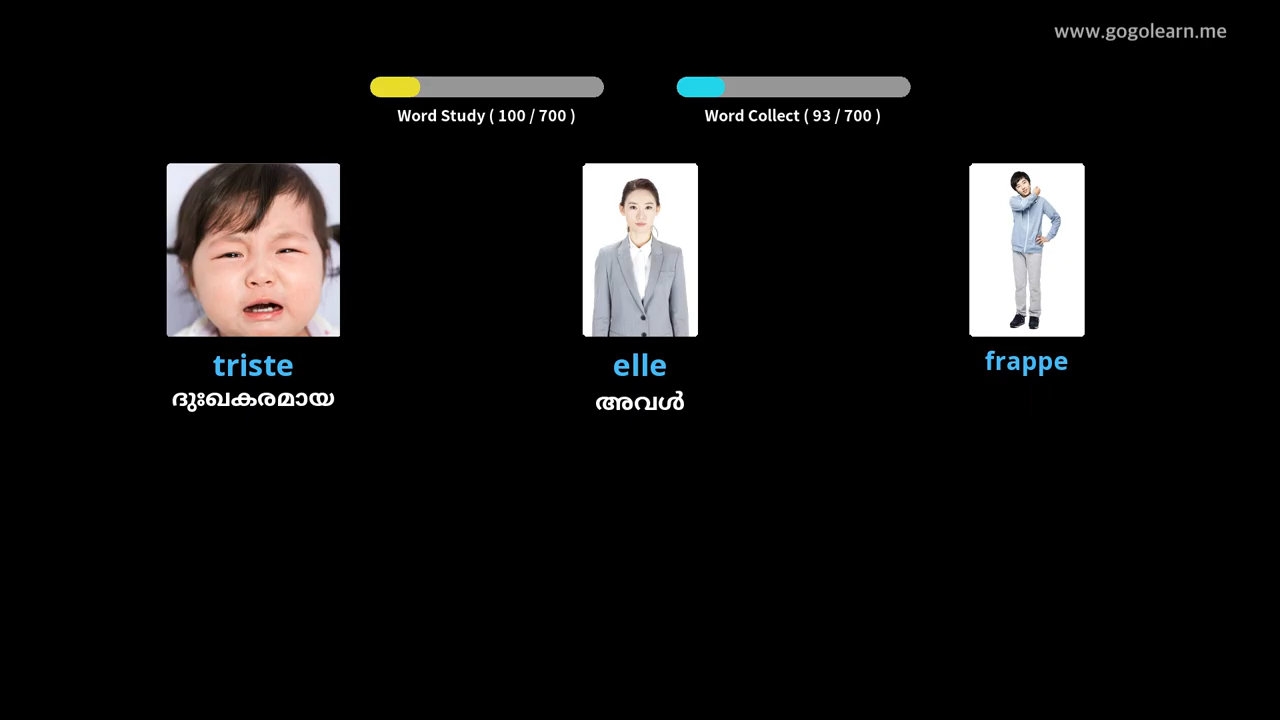 www.gogolearn.me
Word Study ( 100 / 700 )
Word Collect ( 93 / 700 )
triste
ദുഃഖകരമായ
elle
അവൾ
frappe